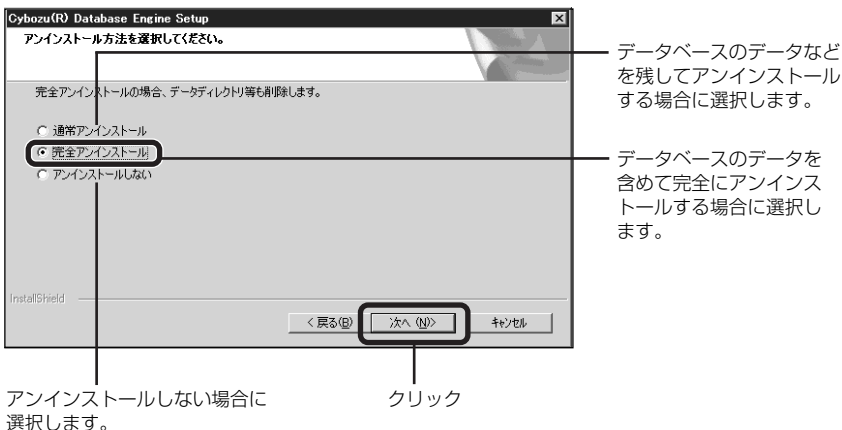 Cybozu(R) Database Engine Setup
アンインストール方法を選択してください。
完全アンインストールの場合、データディレクトリ等も削除します。
通常アンインストール
完全アンインストール
アンインストールしない
InstallShield
< 戻る(B)
次へ (N)>
キャンセル
データベースのデータなど
を残してアンインストール
する場合に選択します。
データベースのデータを
含めて完全にアンインス
トールする場合に選択し
ます。
アンインストールしない場合に
選択します。
クリック